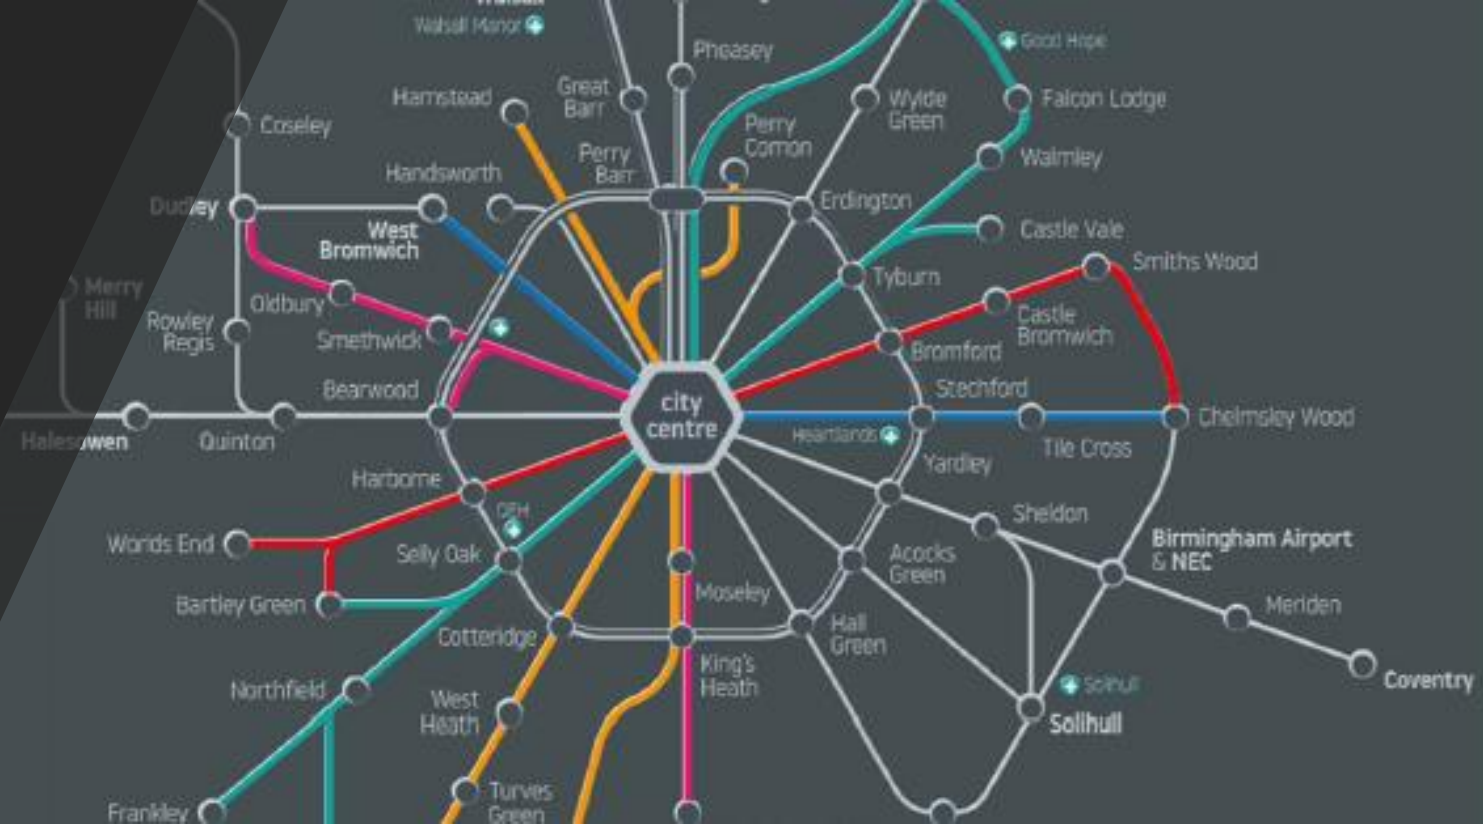 Walsall Manor
Pheasey
Good Hope
Hamstead
Great
Barr
Wylde
Green
Falcon Lodge
Coseley
Perry
Comon
Perry
Barr
Walmley
Handsworth
Dudley
Erdington
West
Bromwich
Castle Vale
Smiths Wood
Merry
Hill
Oldbury
Tyburn
Rowley
Regis
Smethwick
Castle
Bromwich
Bromford
Bearwood
Stechford
city
centre
Chelmsley Wood
Halesowen
Quinton
Heartlands
Tile Cross
Harborne
Yardley
QEH
Sheldon
Worlds End
Selly Oak
Acocks
Green
Birmingham Airport
& NEC
Bartley Green
Moseley
Meriden
Cotteridge
Hall
Green
King's
Heath
Northfield
West
Heath
Solihull
Coventry
Solihull
Turves
Green
Frankley